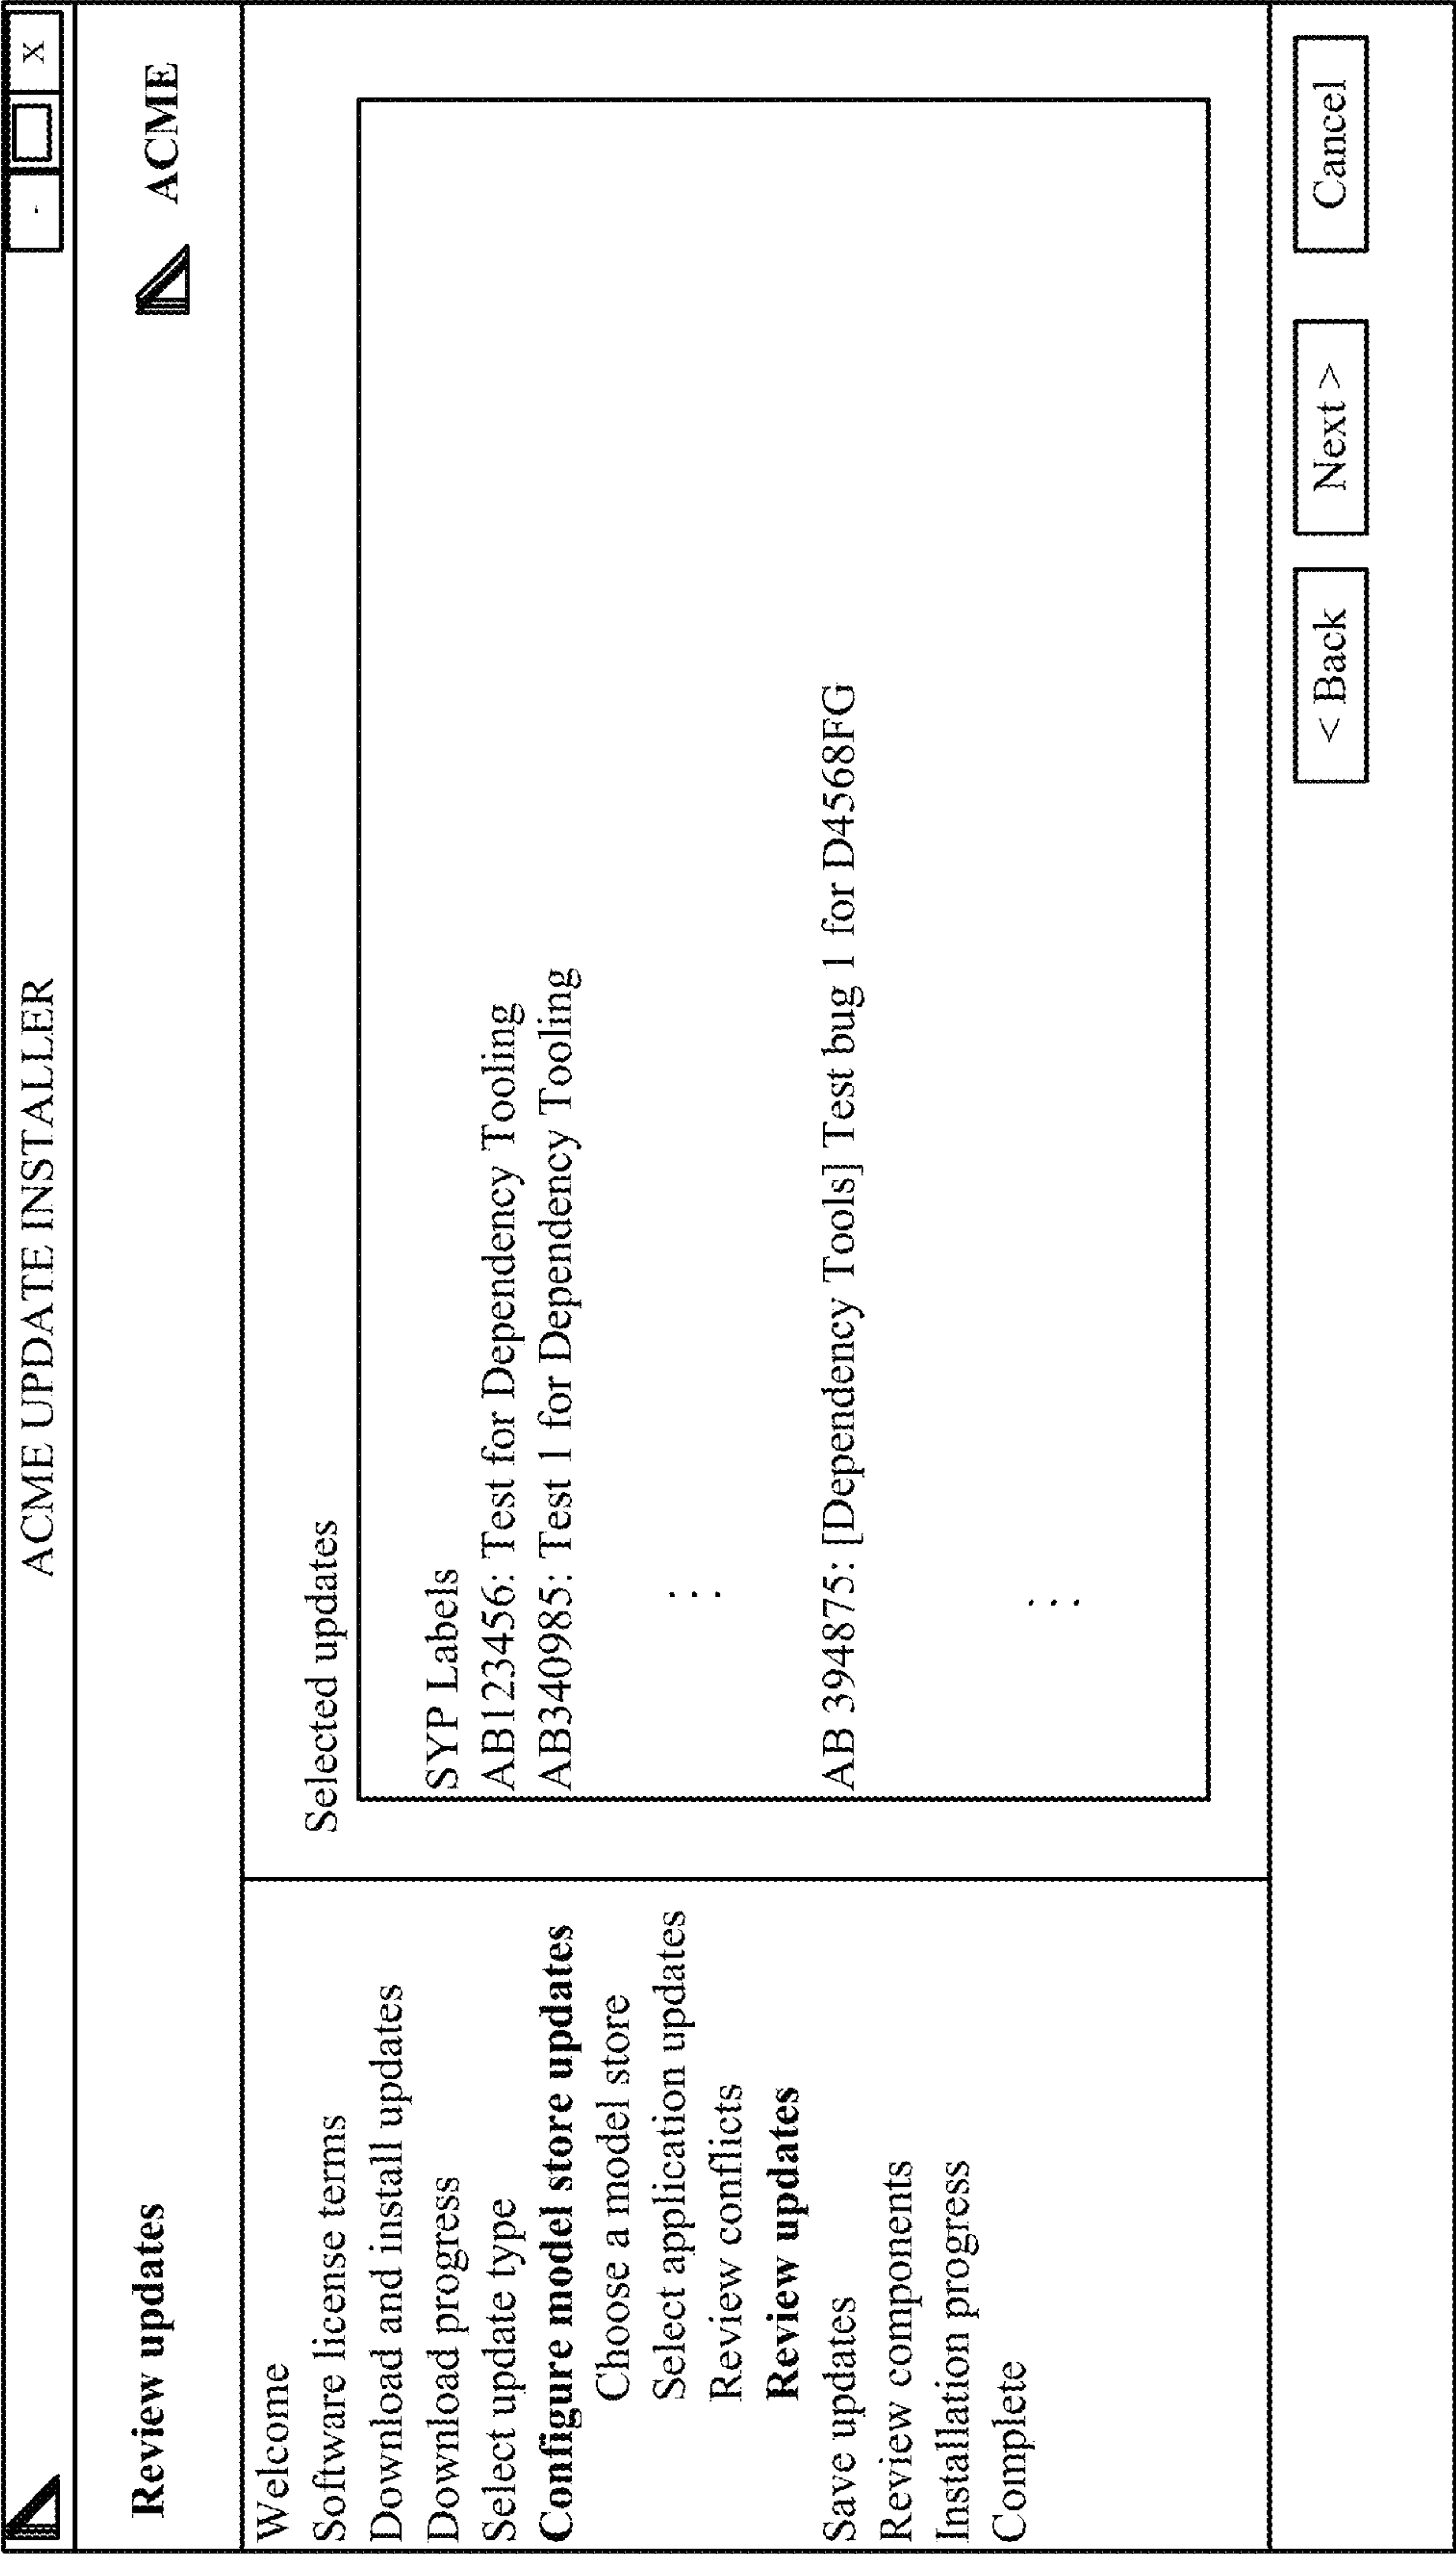 ACME UPDATE INSTALLER
- X
Review updates
ACME
Welcome
Software license terms
Download and install updates
Download progress
Select update type
Configure model store updates
Choose a model store
Select application updates
Review conflicts
Review updates
Save updates
Review components
Installation progress
Complete
Selected updates
SYP Labels
AB123456: Test for Dependency Tooling
AB340985: Test 1 for Dependency Tooling
...
AB 394875: [Dependency Tools] Test bug 1 for D4568FG
...
< Back
Next >
Cancel